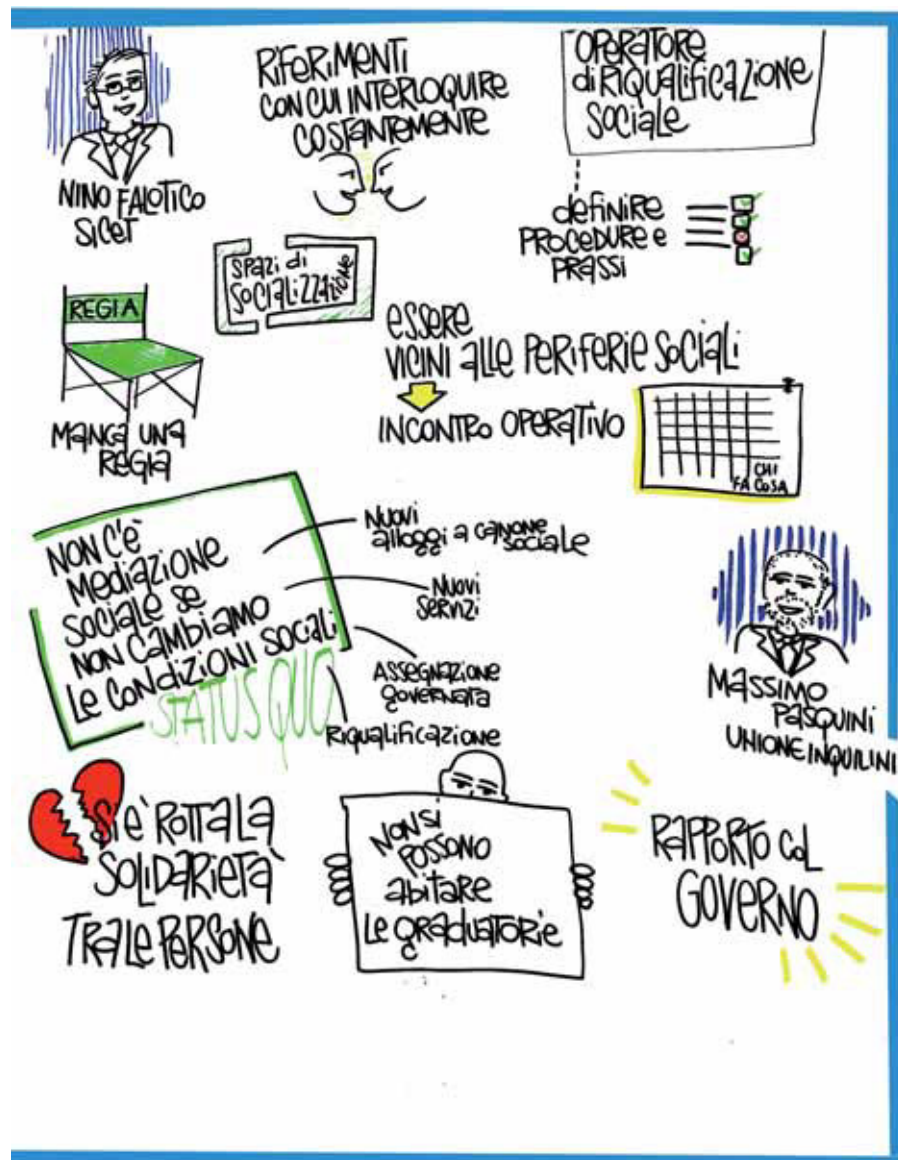 NINO FALOTICO
SICET
RIFERIMENTI
CON CUI INTERLOQUIRE
COSTANTEMENTE
OPERATORE
di RIQUALIFICAZIONE
SOCIALE
definire
PROCEDURE e
PRASSI
SPAZI di
SOCIALIZZAZIONE
REGIA
MANCA UNA
REGIA
ESSERE
VICINI ALLE PERIFERIE SOCIALI
INCONTRO OPERATIVO
CHI
FA COSA
NON C'È
MEDIAZIONE
SOCIALE SE
NON CAMBIAMO
LE CONDIZIONI SOCIALI
STATUS QUO
NUOVI
alloggi a CANONE
SOCIALE
NUOVI
SERVIZI
ASSEGNAZIONE
GOVERNATA
RIQUALIFICAZIONE
MASSIMO
PASQUINI
UNIONE INQUILINI
SI È ROTTA LA
SOLIDARIETÀ
TRA LE PERSONE
NON SI
POSSONO
abitare
LE GRADUATORIE
RAPPORTO COL
GOVERNO